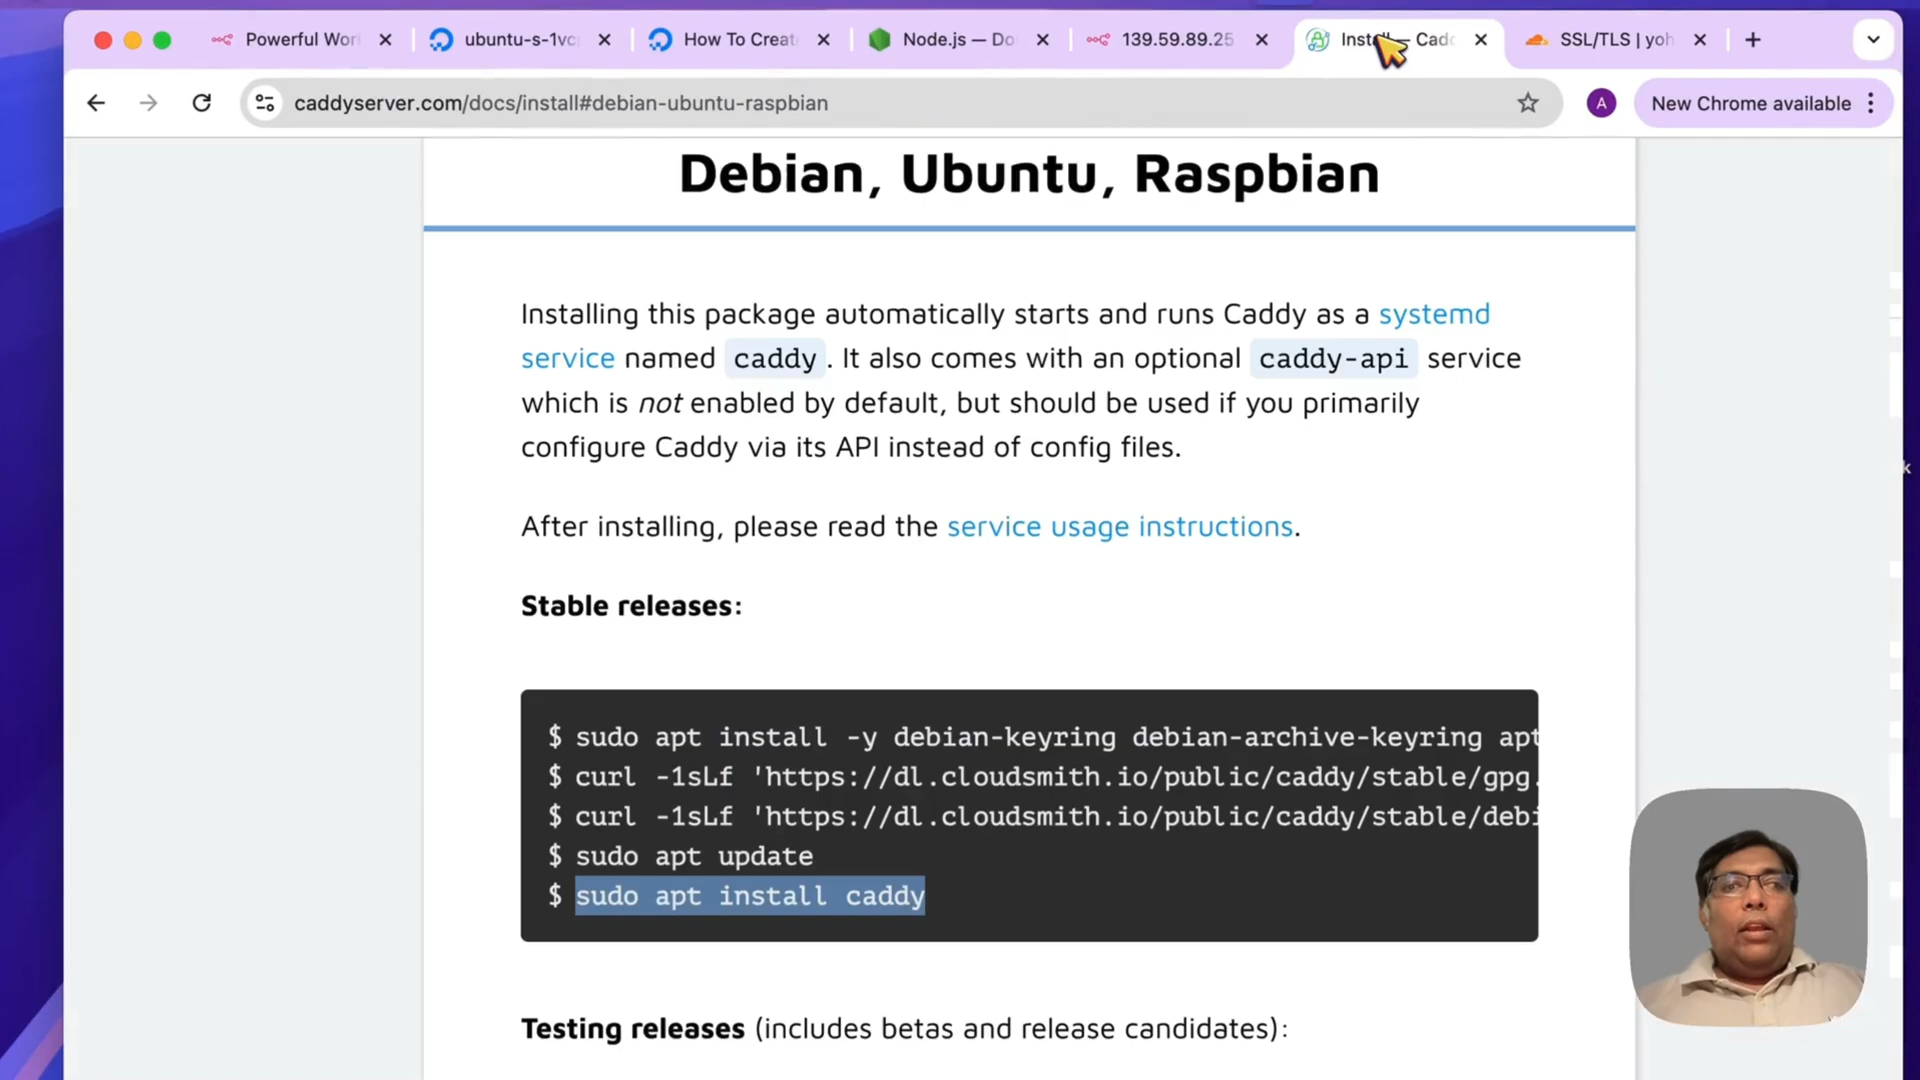 Powerful Wor
ubuntu-s-1vc
How To Create
Node.js — Do
139.59.89.25
Install — Cadd
SSL/TLS | yoh
caddyserver.com/docs/install#debian-ubuntu-raspbian
A
New Chrome available
Debian, Ubuntu, Raspbian
Installing this package automatically starts and runs Caddy as a systemd
service named caddy. It also comes with an optional caddy-api service
which is not enabled by default, but should be used if you primarily
configure Caddy via its API instead of config files.
After installing, please read the service usage instructions.
Stable releases:
$ sudo apt install -y debian-keyring debian-archive-keyring apt
$ curl -1sLf 'https://dl.cloudsmith.io/public/caddy/stable/gpg.
$ curl -1sLf 'https://dl.cloudsmith.io/public/caddy/stable/debi
$ sudo apt update
$ sudo apt install caddy
Testing releases (includes betas and release candidates):
k